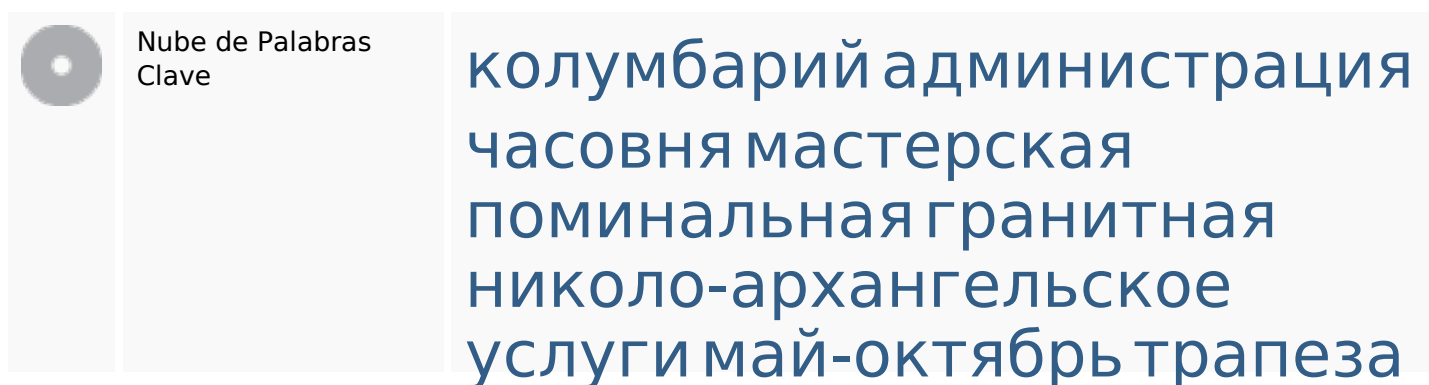 Nube de Palabras
Clave
колумбарий администрация
часовня мастерская
поминальная гранитная
николо-архангельское
услуги май-октябрь трапеза